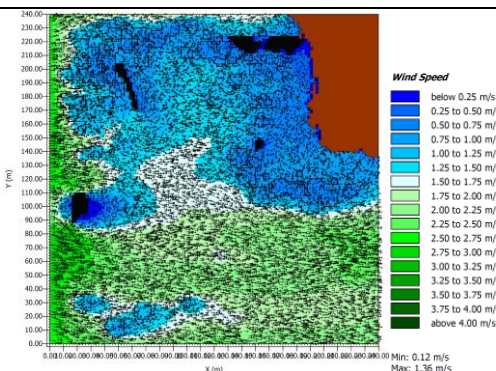 240.00
230.00
220.00
210.00
200.00
190.00
180.00
170.00
160.00
150.00
140.00
130.00
120.00
110.00
100.00
90.00
80.00
70.00
60.00
50.00
40.00
30.00
20.00
10.00
0.00
Y (m)
X (m)
Wind Speed
below 0.25 m/s
0.25 to 0.50 m/
0.50 to 0.75 m/
0.75 to 1.00 m/
1.00 to 1.25 m/
1.25 to 1.50 m/
1.50 to 1.75 m/
1.75 to 2.00 m/
2.00 to 2.25 m/
2.25 to 2.50 m/
2.50 to 2.75 m/
2.75 to 3.00 m/
3.00 to 3.25 m/
3.25 to 3.50 m/
3.50 to 3.75 m/
3.75 to 4.00 m/
above 4.00 m/s
Min: 0.12 m/s
Max: 1.36 m/s